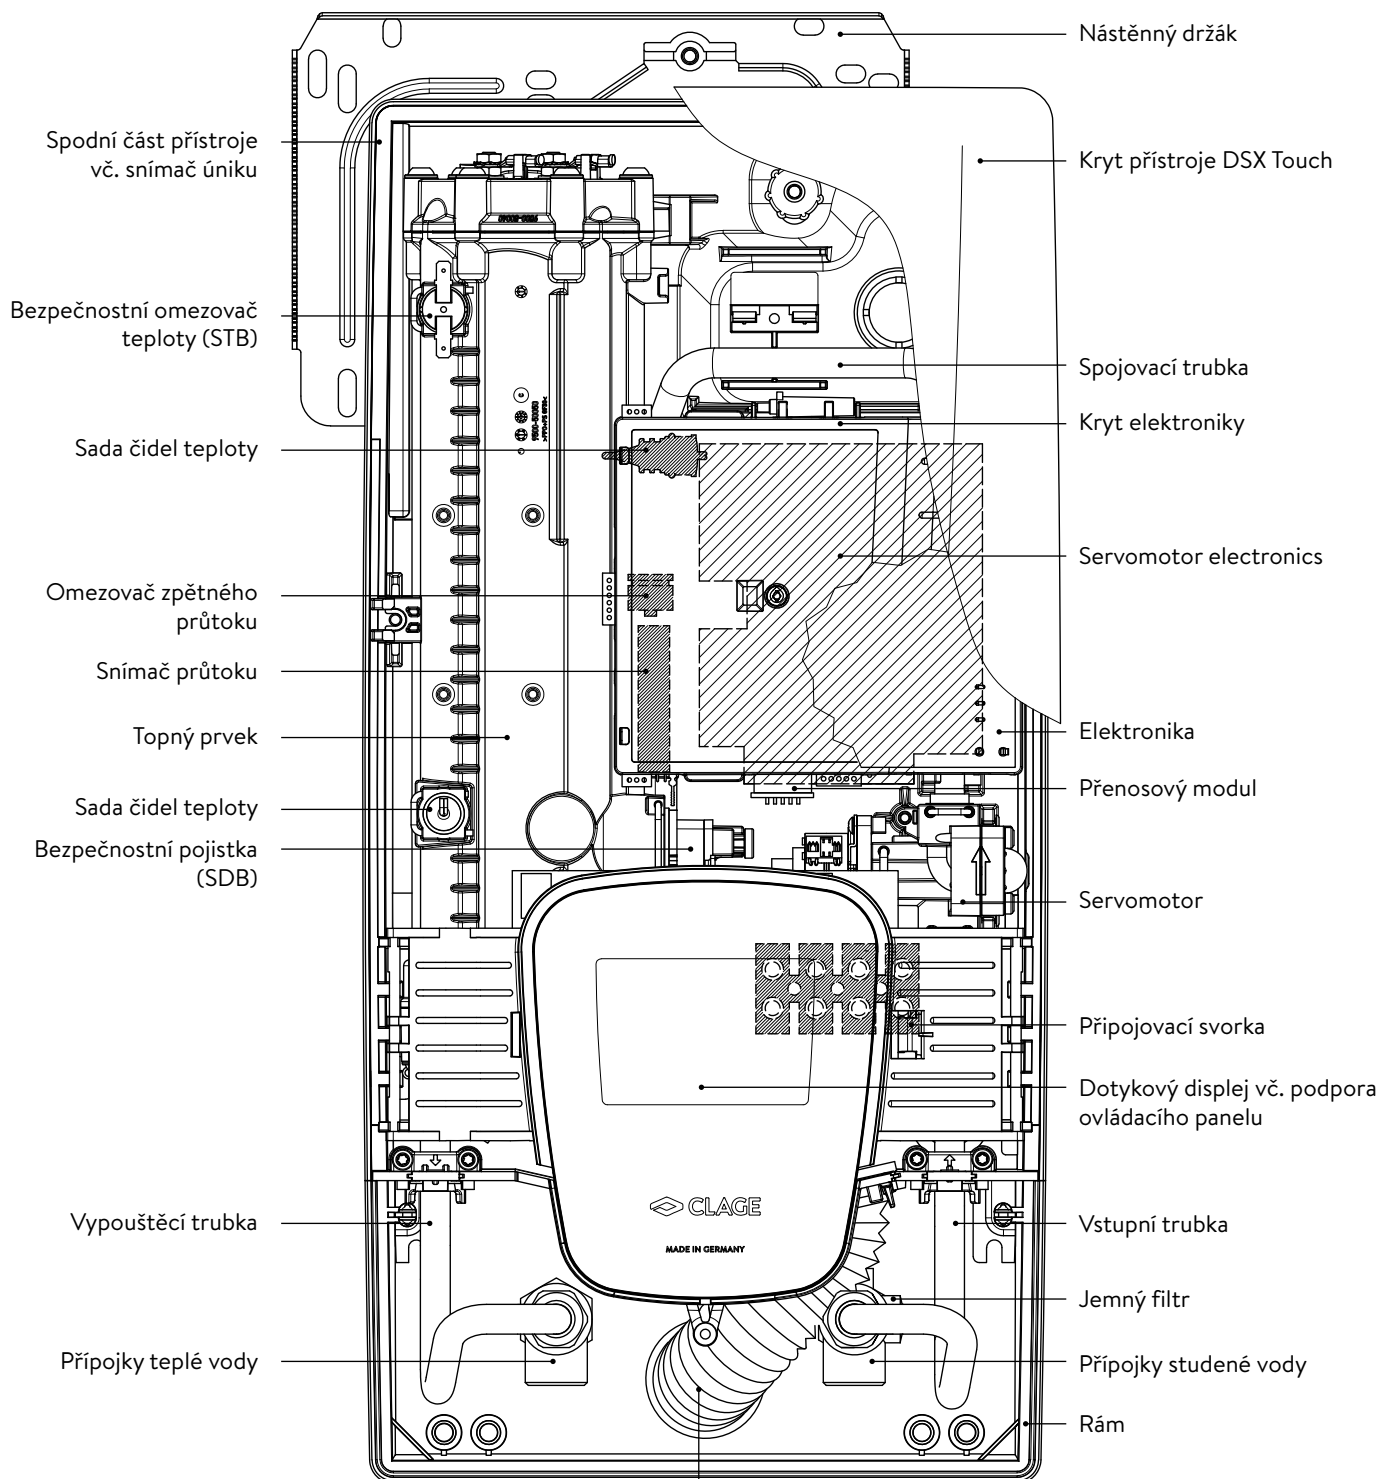 Nástěnný držák
Spodní část přístroje
vč. snímač úniku
Kryt přístroje DSX Touch
Bezpečnostní omezovač
teploty (STB)
Spojovací trubka
Kryt elektroniky
Sada čidel teploty
Servomotor electronics
Omezovač zpětného
průtoku
Snímač průtoku
Topný prvek
Elektronika
Přenosový modul
Sada čidel teploty
Bezpečnostní pojistka
(SDB)
Servomotor
Připojovací svorka
Dotykový displej vč. podpora
ovládacího panelu
CLAGE
MADE IN GERMANY
Vypouštěcí trubka
Vstupní trubka
Jemný filtr
Přípojky teplé vody
Přípojky studené vody
Rám